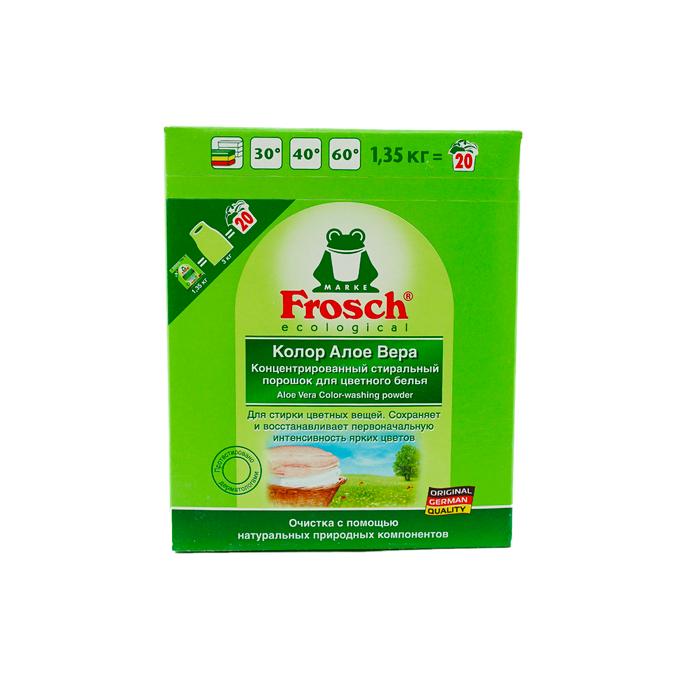 30° 40° 60° 1,35 кг = 20
= 3 кг = 20
1,35 кг
MARKE
Frosch®
ecological
Колор Алое Вера
Концентрированный стиральный
порошок для цветного белья
Aloe Vera Color-washing powder
Для стирки цветных вещей. Сохраняет
и восстанавливает первоначальную
интенсивность ярких цветов
Протестировано
дерматологами
ORIGINAL
GERMAN
QUALITY
Очистка с помощью
натуральных природных компонентов